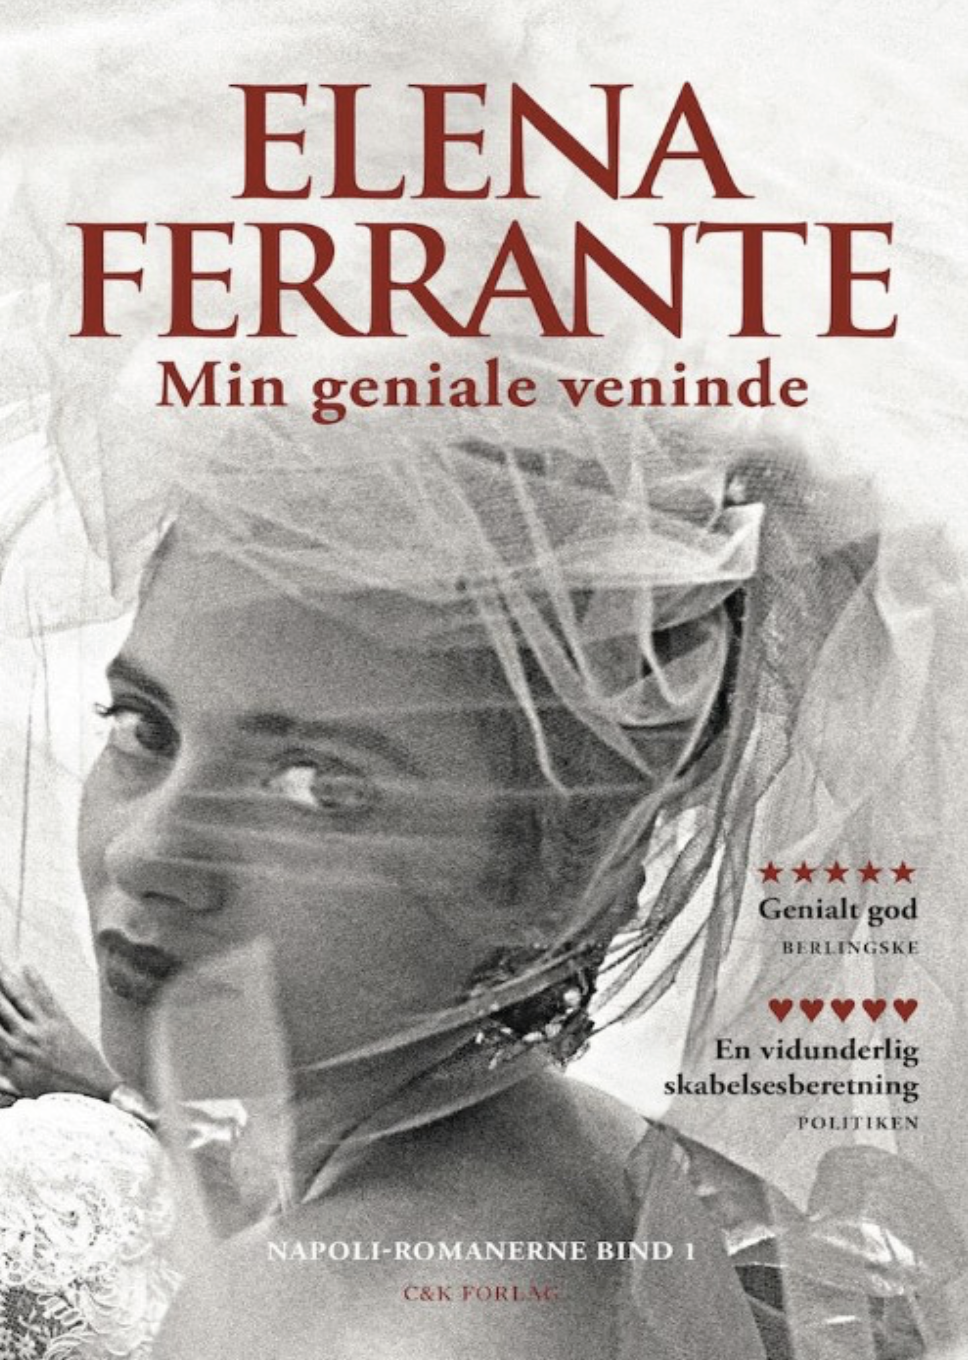 ELENA
FERRANTE
Min geniale veninde
★★★★★
Genialt god
BERLINGSKE
♥♥♥♥♥
En vidunderlig
skabelsesberetning
POLITIKEN
NAPOLI-ROMANERNE BIND 1
C&K FORLAG